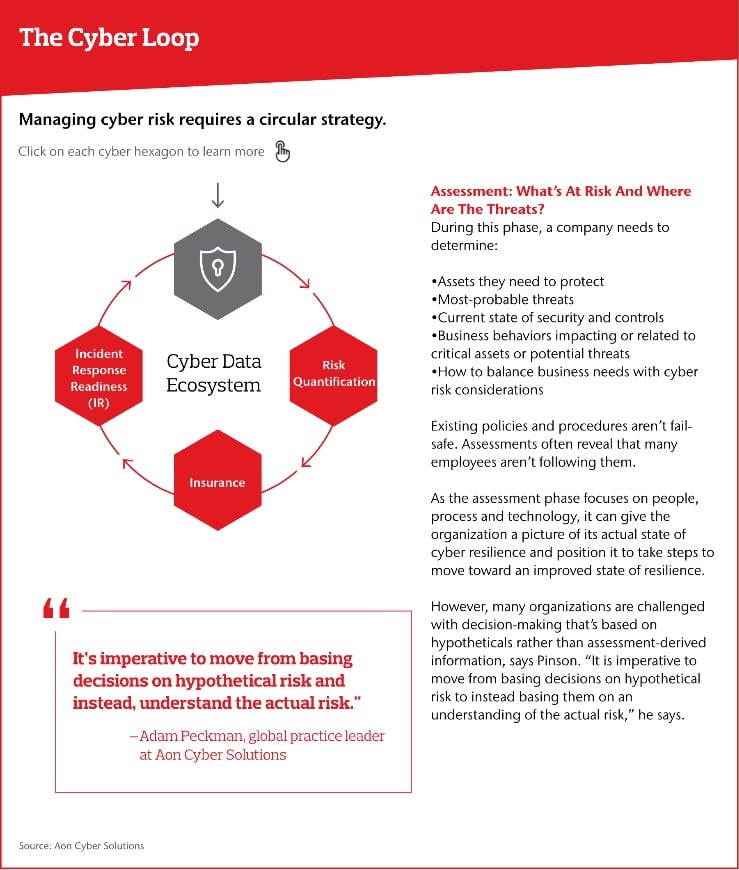 The Cyber Loop
Managing cyber risk requires a circular strategy.
Click on each cyber hexagon to learn more
Incident
Response
Readiness
(IR)
Cyber Data
Ecosystem
Risk
Quantification
Insurance
Assessment: What's At Risk And Where
Are The Threats?
During this phase, a company needs to
determine:
•Assets they need to protect
•Most-probable threats
•Current state of security and controls
•Business behaviors impacting or related to
critical assets or potential threats
•How to balance business needs with cyber
risk considerations
Existing policies and procedures aren't fail-
safe. Assessments often reveal that many
employees aren't following them.
As the assessment phase focuses on people,
process and technology, it can give the
organization a picture of its actual state of
cyber resilience and position it to take steps to
move toward an improved state of resilience.
However, many organizations are challenged
with decision-making that's based on
hypotheticals rather than assessment-derived
information, says Pinson. “It is imperative to
move from basing decisions on hypothetical
risk to instead basing them on an
understanding of the actual risk,” he says.
“
It's imperative to move from basing
decisions on hypothetical risk and
instead, understand the actual risk."
—Adam Peckman, global practice leader
at Aon Cyber Solutions
Source: Aon Cyber Solutions